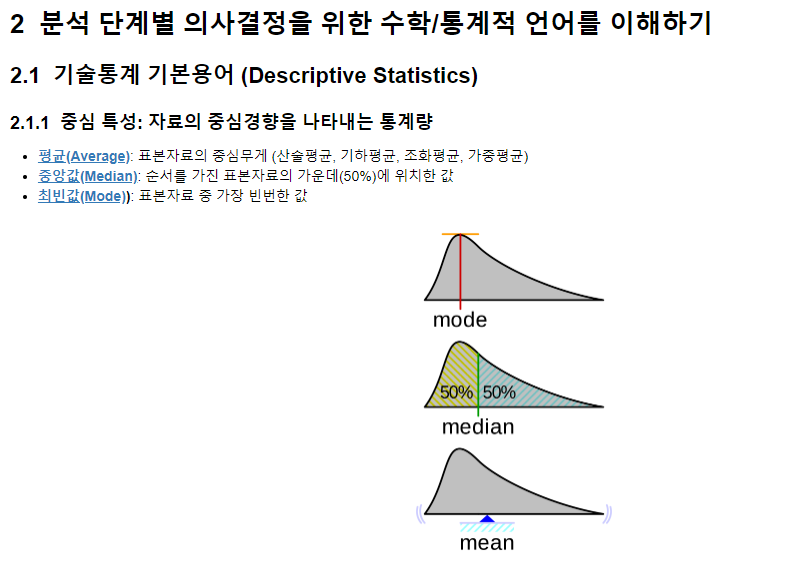 2 분석 단계별 의사결정을 위한 수학/통계적 언어를 이해하기
2.1 기술통계 기본용어 (Descriptive Statistics)
2.1.1 중심 특성: 자료의 중심경향을 나타내는 통계량
평균(Average): 표본자료의 중심무게 (산술평균, 기하평균, 조화평균, 가중평균)
중앙값(Median): 순서를 가진 표본자료의 가운데(50%)에 위치한 값
최빈값(Mode)): 표본자료 중 가장 빈번한 값
mode
50% 50%
median
mean